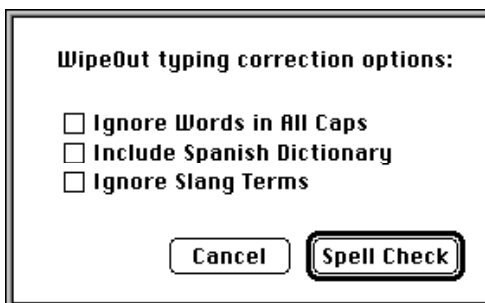 WipeOut typing correction options:
Ignore Words in All Caps
Include Spanish Dictionary
Ignore Slang Terms
Cancel Spell Check